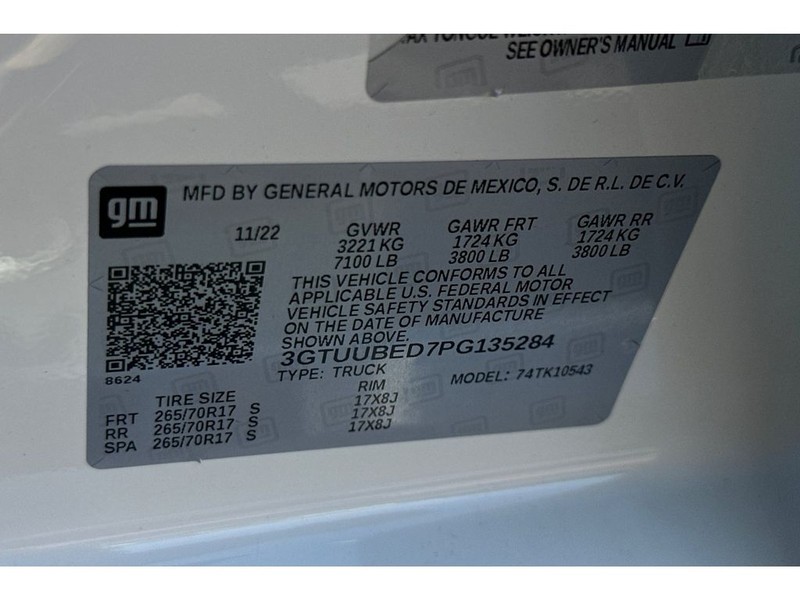 SEE OWNER'S MANUAL
gm
MFD BY GENERAL MOTORS DE MEXICO, S. DE R.L. DE C.V.
11/22 GVWR GAWR FRT GAWR RR
3221 KG 1724 KG 1724 KG
7100 LB 3800 LB 3800 LB
THIS VEHICLE CONFORMS TO ALL
APPLICABLE U.S. FEDERAL MOTOR
VEHICLE SAFETY STANDARDS IN EFFECT
ON THE DATE OF MANUFACTURE
SHOWN ABOVE.
3GTUUBED7PG135284
8624
TYPE: TRUCK MODEL: 74TK10543
TIRE SIZE RIM
FRT 265/70R17 S 17X8J
RR 265/70R17 S 17X8J
SPA 265/70R17 S 17X8J